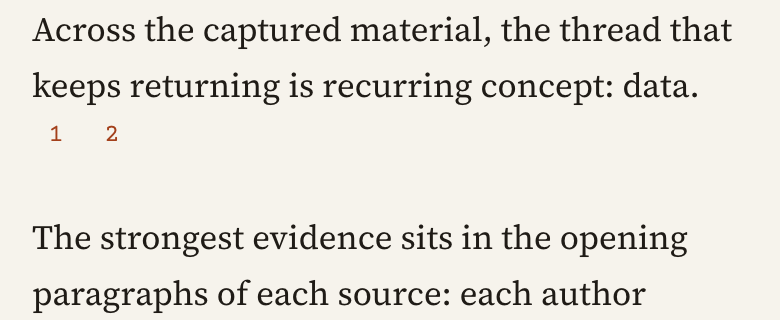 Across the captured material, the thread that
keeps returning is recurring concept: data.
1 2
The strongest evidence sits in the opening
paragraphs of each source: each author